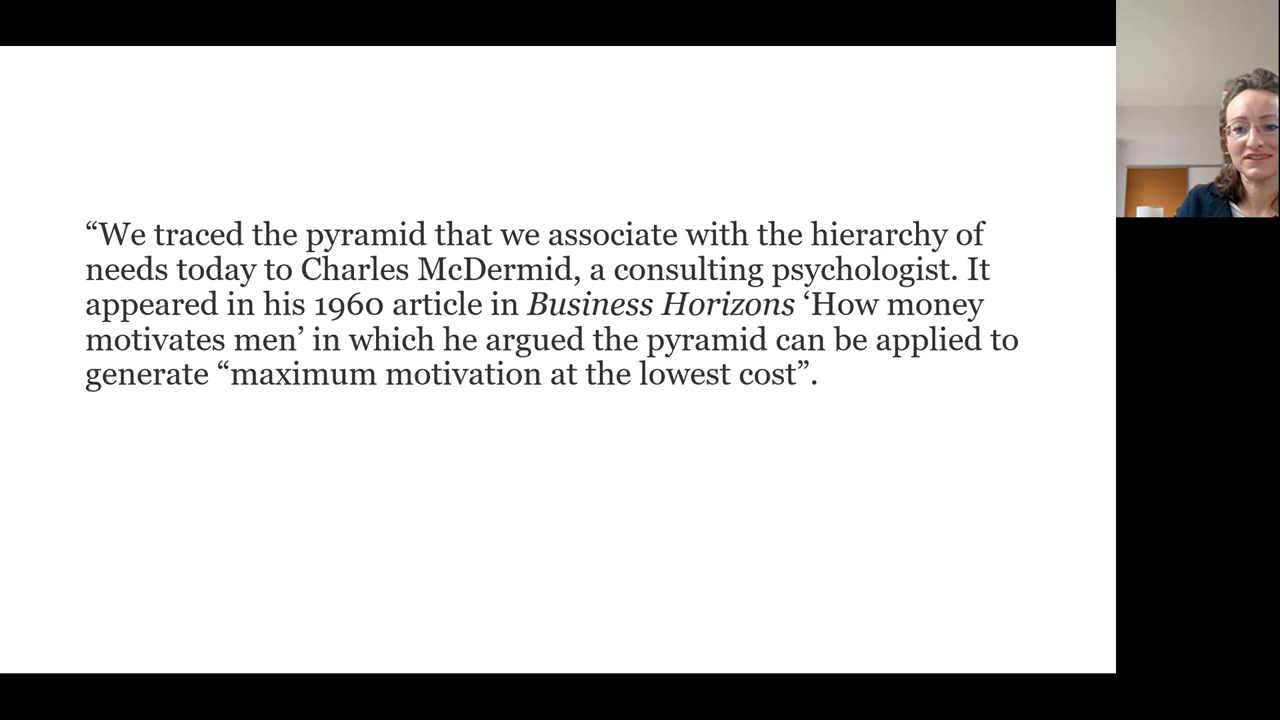 “We traced the pyramid that we associate with the hierarchy of
needs today to Charles McDermid, a consulting psychologist. It
appeared in his 1960 article in Business Horizons ‘How money
motivates men’ in which he argued the pyramid can be applied to
generate “maximum motivation at the lowest cost”.